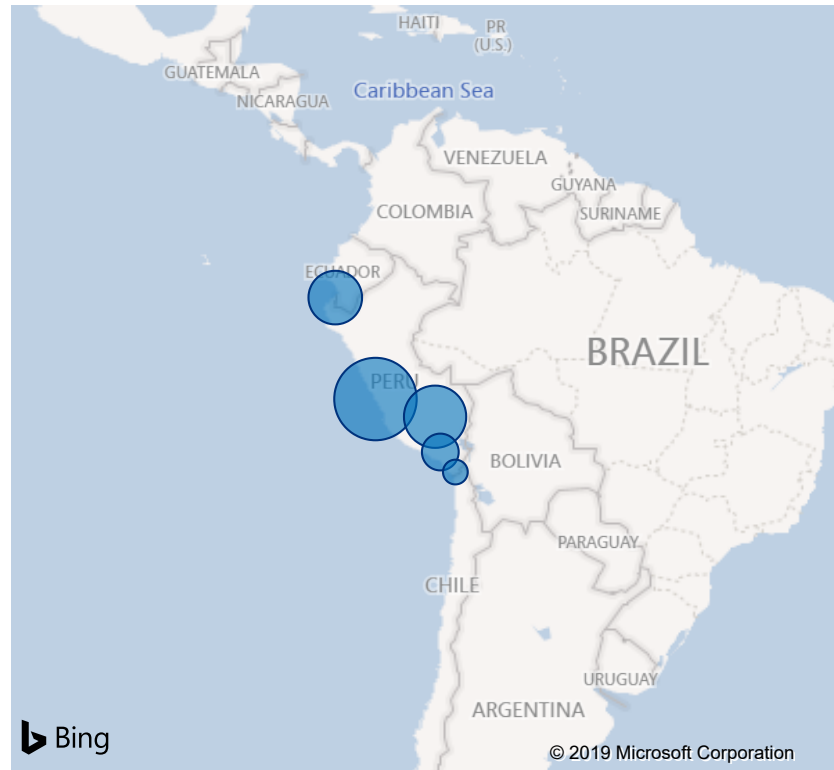 HAITI
PR
(U.S.)
GUATEMALA
Caribbean Sea
NICARAGUA
VENEZUELA
GUYANA
COLOMBIA
SURINAME
ECUADOR
BRAZIL
PERU
BOLIVIA
PARAGUAY
CHILE
URUGUAY
ARGENTINA
Bing
© 2019 Microsoft Corporation